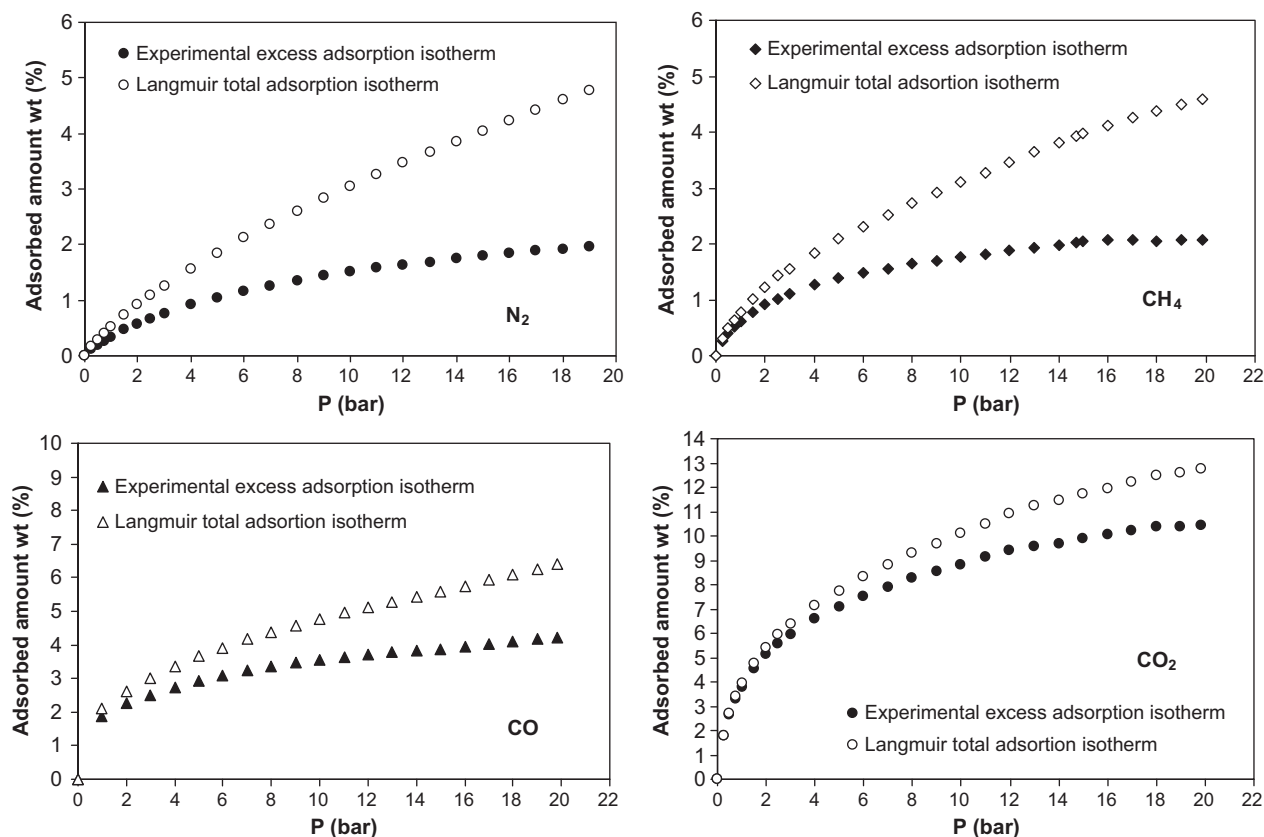 Adsorbed amount wt (%)
6
5
4
3
2
1
0
● Experimental excess adsorption isotherm
○ Langmuir total adsorption isotherm
N₂
0 2 4 6 8 10 12 14 16 18 20
P (bar)
Adsorbed amount wt (%)
6
5
4
3
2
1
0
◆ Experimental excess adsorption isotherm
◇ Langmuir total adsortion isotherm
CH₄
0 2 4 6 8 10 12 14 16 18 20 22
P (bar)
Adsorbed amount wt (%)
10
9
8
7
6
5
4
3
2
1
0
▲ Experimental excess adsorption isotherm
△ Langmuir total adsortion isotherm
CO
0 2 4 6 8 10 12 14 16 18 20 22
P (bar)
Adsorbed amount wt (%)
14
13
12
11
10
9
8
7
6
5
4
3
2
1
0
CO₂
● Experimental excess adsorption isotherm
○ Langmuir total adsortion isotherm
0 2 4 6 8 10 12 14 16 18 20 22
P (bar)